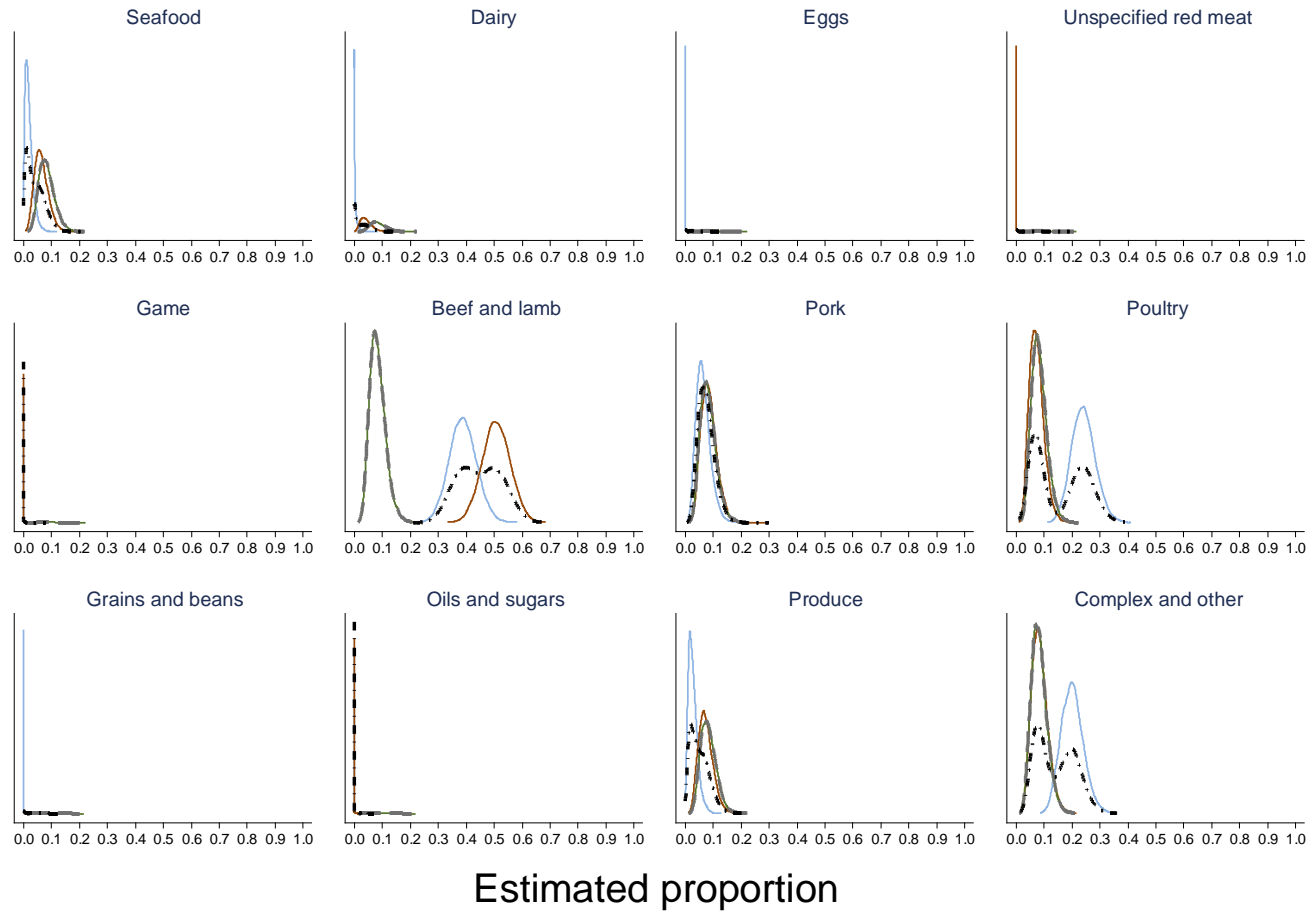 Seafood Dairy Eggs Unspecified red meat
0.0 0.1 0.2 0.3 0.4 0.5 0.6 0.7 0.8 0.9 1.0 0.0 0.1 0.2 0.3 0.4 0.5 0.6 0.7 0.8 0.9 1.0 0.0 0.1 0.2 0.3 0.4 0.5 0.6 0.7 0.8 0.9 1.0 0.0 0.1 0.2 0.3 0.4 0.5 0.6 0.7 0.8 0.9 1.0
Game Beef and lamb Pork Poultry
0.0 0.1 0.2 0.3 0.4 0.5 0.6 0.7 0.8 0.9 1.0 0.0 0.1 0.2 0.3 0.4 0.5 0.6 0.7 0.8 0.9 1.0 0.0 0.1 0.2 0.3 0.4 0.5 0.6 0.7 0.8 0.9 1.0 0.0 0.1 0.2 0.3 0.4 0.5 0.6 0.7 0.8 0.9 1.0
Grains and beans Oils and sugars Produce Complex and other
0.0 0.1 0.2 0.3 0.4 0.5 0.6 0.7 0.8 0.9 1.0 0.0 0.1 0.2 0.3 0.4 0.5 0.6 0.7 0.8 0.9 1.0 0.0 0.1 0.2 0.3 0.4 0.5 0.6 0.7 0.8 0.9 1.0 0.0 0.1 0.2 0.3 0.4 0.5 0.6 0.7 0.8 0.9 1.0
Estimated proportion